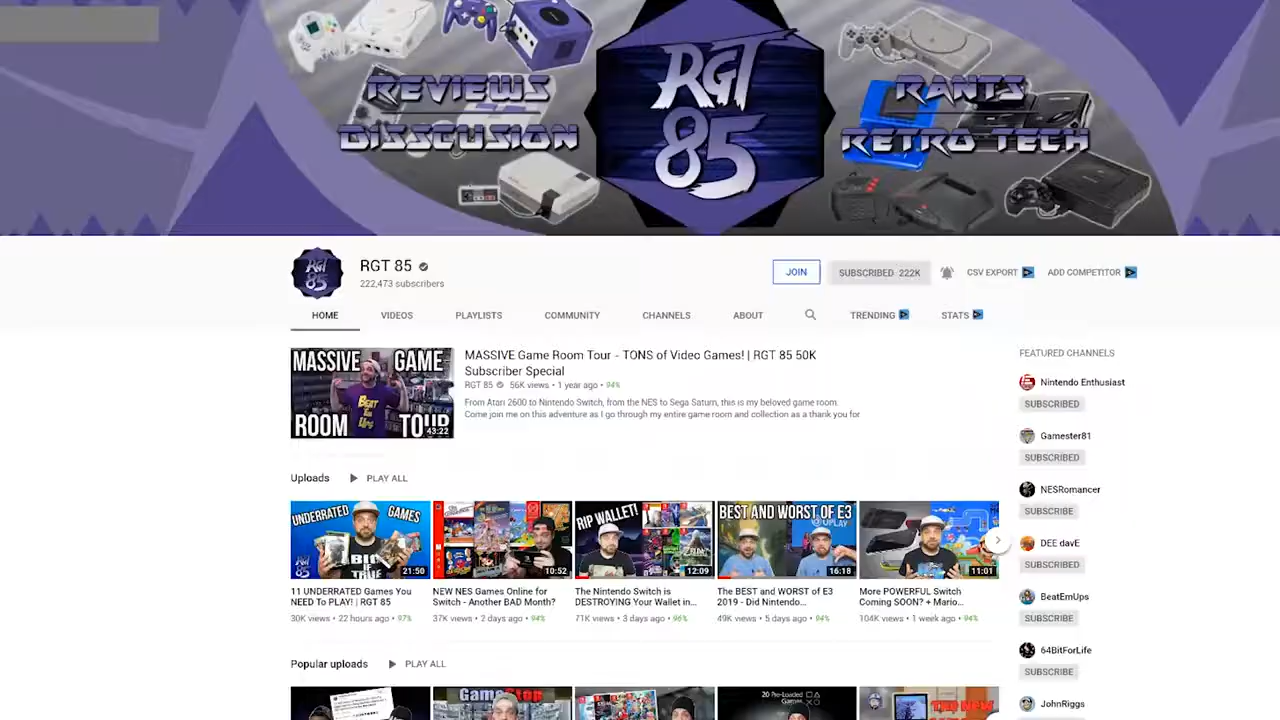 REVIEWS
DISSCUSION
RGT
85
RANTS
RETRO TECH
RGT 85
222,473 subscribers
JOIN
SUBSCRIBED 222K
CSV EXPORT
ADD COMPETITOR
HOME
VIDEOS
PLAYLISTS
COMMUNITY
CHANNELS
ABOUT
TRENDING
STATS
MASSIVE GAME
ROOM TOUR
43:22
MASSIVE Game Room Tour - TONS of Video Games! | RGT 85 50K
Subscriber Special
RGT 85 56K views • 1 year ago • 94%
From Atari 2600 to Nintendo Switch, from the NES to Sega Saturn, this is my beloved game room.
Come join me on this adventure as I go through my entire game room and collection as a thank you for
Uploads PLAY ALL
UNDERRATED GAMES
21:50
10:52
RIP WALLET!
12:09
BEST AND WORST OF E3
16:18
11:01
11 UNDERRATED Games You
NEED To PLAY! | RGT 85
30K views • 22 hours ago • 97%
NEW NES Games Online for
Switch - Another BAD Month?
37K views • 2 days ago • 94%
The Nintendo Switch is
DESTROYING Your Wallet in...
71K views • 3 days ago • 96%
The BEST and WORST of E3
2019 - Did Nintendo...
49K views • 5 days ago • 94%
More POWERFUL Switch
Coming SOON? + Mario...
104K views • 1 week ago • 94%
Popular uploads PLAY ALL
GameStop
20 Pre-Loaded
Games
THE NEW
FEATURED CHANNELS
Nintendo Enthusiast
SUBSCRIBED
Gamester81
SUBSCRIBED
NESRomancer
SUBSCRIBE
DEE davE
SUBSCRIBED
BeatEmUps
SUBSCRIBE
64BitForLife
SUBSCRIBE
JohnRiggs